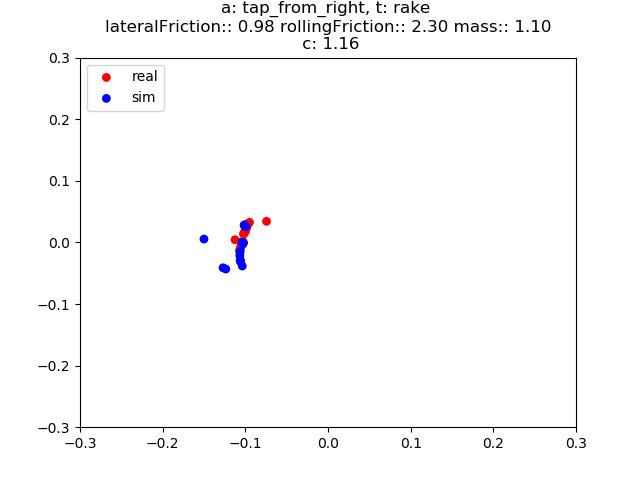 a: tap_from_right, t: rake
lateralFriction:: 0.98 rollingFriction:: 2.30 mass:: 1.10
c: 1.16
real
sim
0.3
0.2
0.1
0.0
−0.1
−0.2
−0.3
−0.3
−0.2
−0.1
0.0
0.1
0.2
0.3